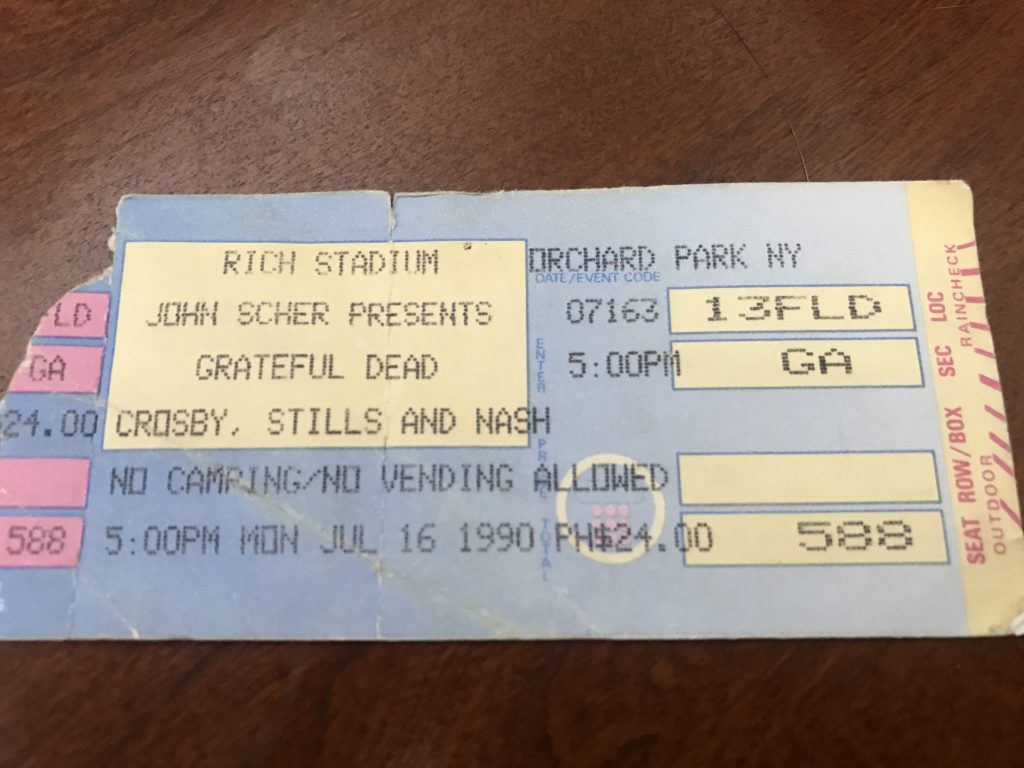 RICH STADIUM ORCHARD PARK NY
DATE/EVENT CODE
LD JOHN SCHER PRESENTS 07163 13FLD
GA GRATEFUL DEAD 5:00PM GA
24.00 CROSBY, STILLS AND NASH
NO CAMPING/NO VENDING ALLOWED
588 5:00PM MON JUL 16 1990 PH$24.00 588
ENTER
TOTAL
SEAT ROW/BOX SEC LOC
OUTDOOR RAINCHECK